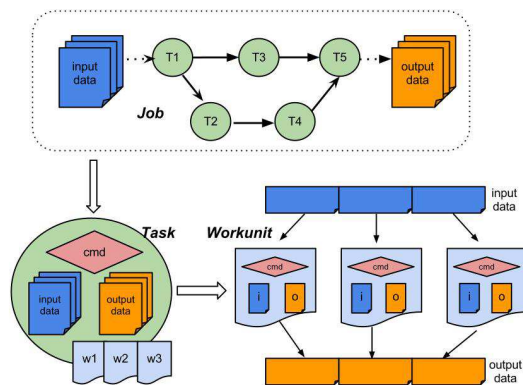 input
data
T1
T3
T5
output
data
T2
T4
Job
input
data
Task
Workunit
cmd
input
data
output
data
w1
w2
w3
cmd
i
o
cmd
i
o
cmd
i
o
output
data